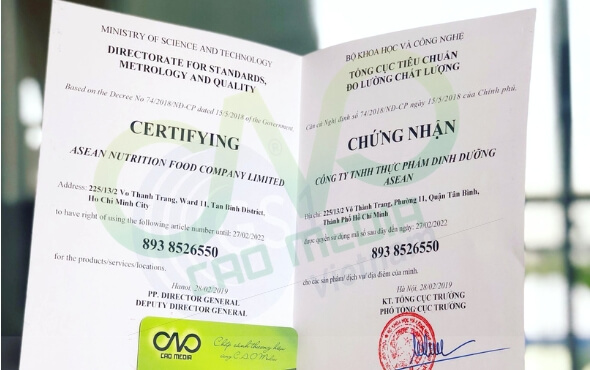 MINISTRY OF SCIENCE AND TECHNOLOGY
DIRECTORATE FOR STANDARDS,
METROLOGY AND QUALITY
Based on the Decree No 74/2018/ND-CP dated 15/5/2018 of the Government.
CERTIFYING
ASEAN NUTRITION FOOD COMPANY LIMITED
Address: 225/13/2 Vo Thanh Trang, Ward 11, Tan Binh District,
Ho Chi Minh City
to have right of using the following article number until: 27/02/2022
893 8526550
for the products/services/locations.
Hanoi, 28/02/2019
PP. DIRECTOR GENERAL
DEPUTY DIRECTOR GENERAL
BỘ KHOA HỌC VÀ CÔNG NGHỆ
TỔNG CỤC TIÊU CHUẨN
ĐO LƯỜNG CHẤT LƯỢNG
Căn cứ Nghị định số 74/2018/NĐ-CP ngày 15/5/2018 của Chính phủ.
CHỨNG NHẬN
CÔNG TY TNHH THỰC PHẨM DINH DƯỠNG
ASEAN
Địa chỉ: 225/13/2 Võ Thành Trang, Phường 11, Quận Tân Bình,
Thành Phố Hồ Chí Minh
được quyền sử dụng mã số sau đây đến ngày: 27/02/2022
893 8526550
cho các sản phẩm/ dịch vụ/ địa điểm của mình.
Hà Nội, 28/02/2019
KT. TỔNG CỤC TRƯỞNG
PHÓ TỔNG CỤC TRƯỞNG
CAO MEDIA
CAO MEDIA
Chắp cánh thương hiệu
cùng C.A.O Media